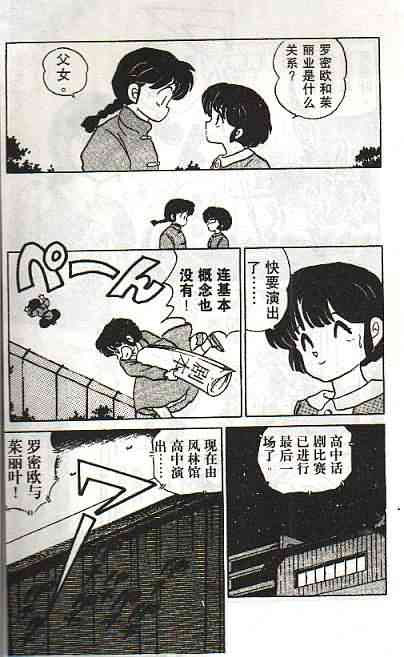 罗密欧和茱
丽业是什么
关系?
父女。
快要演出
了……
连基本
概念也
没有!
ぺーん
高中话
剧比赛
已进行
最后一
场了。
现在由
风林馆
高中演
出……
罗密欧与
茱丽叶!